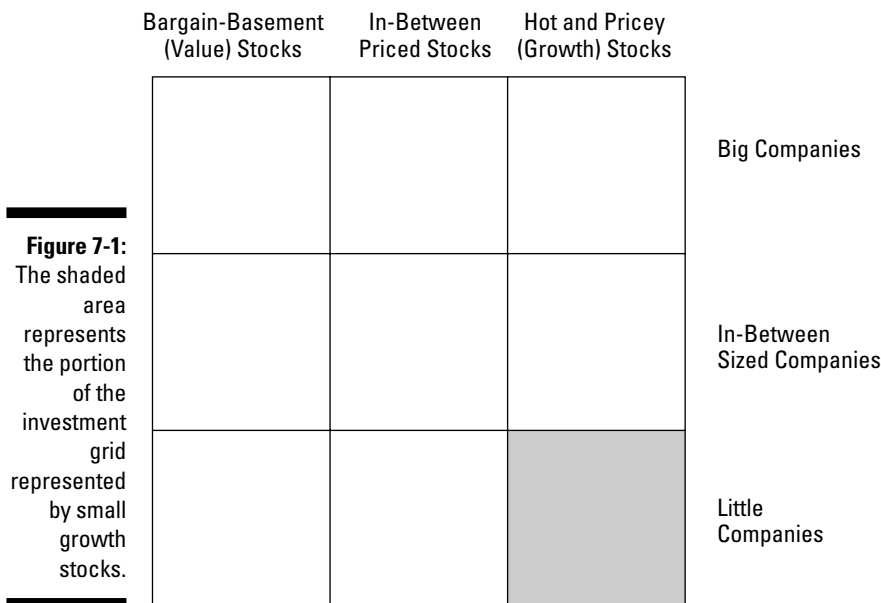 Bargain-Basement
(Value) Stocks
In-Between
Priced Stocks
Hot and Pricey
(Growth) Stocks
Big Companies
In-Between
Sized Companies
Little
Companies
Figure 7-1:
The shaded
area
represents
the portion
of the
investment
grid
represented
by small
growth
stocks.